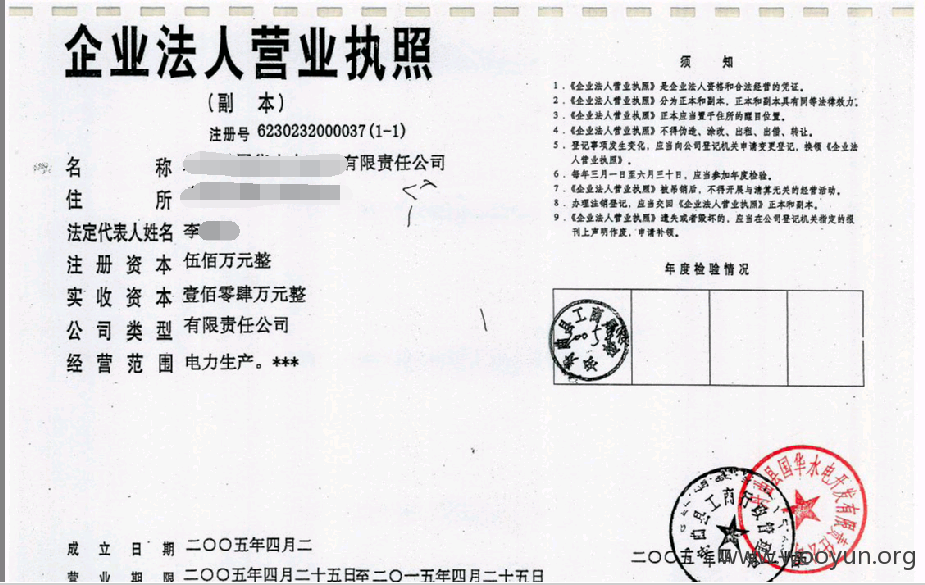 企业法人营业执照
（副 本）
注册号 6230232000037(1-1)
名 称 有限责任公司
住 所
法定代表人姓名 李
注 册 资 本 伍佰万元整
实 收 资 本 壹佰零肆万元整
公 司 类 型 有限责任公司
经 营 范 围 电力生产。***
成 立 日 期 二〇〇五年四月二
营 业 期 限 二〇〇五年四月二十五日至二〇一五年四月二十五日
须 知
1．《企业法人营业执照》是企业法人资格和合法经营的凭证。
2．《企业法人营业执照》分为正本和副本，正本和副本具有同等法律效力。
3．《企业法人营业执照》正本应当置于住所的醒目位置。
4．《企业法人营业执照》不得伪造、涂改、出租、出借、转让。
5．登记事项发生变化，应当向公司登记机关申请变更登记，换领《企业法
人营业执照》。
6．每年三月一日至六月三十日，应当参加年度检验。
7．《企业法人营业执照》被吊销后，不得开展与清算无关的经营活动。
8．办理注销登记，应当交回《企业法人营业执照》正本和副本。
9．《企业法人营业执照》遗失或者毁坏的，应当在公司登记机关指定的报
刊上声明作废，申请补领。
年度检验情况
县工商
县国华水电开发有限责任公司
县工商行政管理
二〇〇五年四
www.wooyun.org